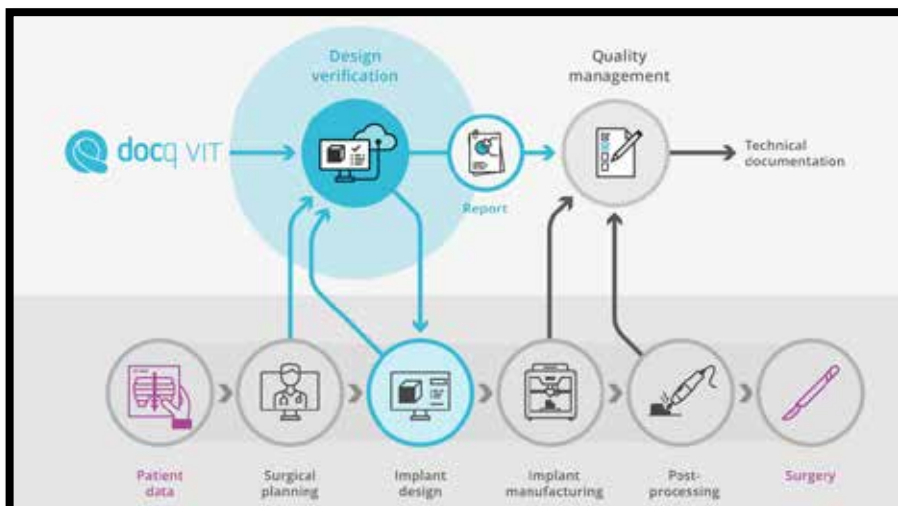 Design
verification
Quality
management
docq VIT
Technical
documentation
Report
Patient
data
Surgical
planning
Implant
design
Implant
manufacturing
Post-
processing
Surgery